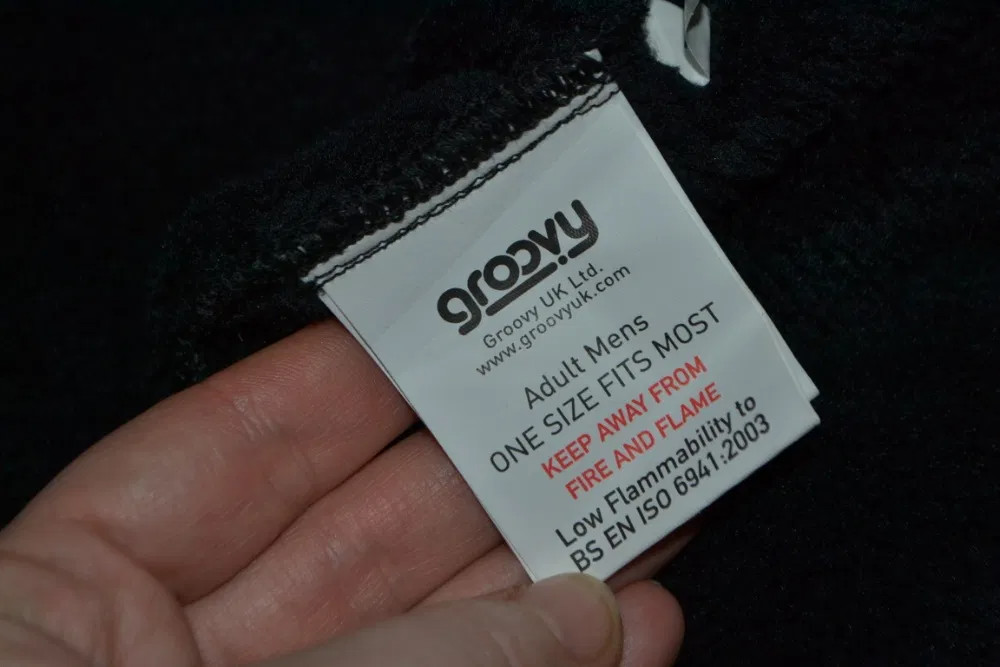 groovy
Groovy UK Ltd.
www.groovyuk.com
Adult Mens
ONE SIZE FITS MOST
KEEP AWAY FROM
FIRE AND FLAME
Low Flammability to
BS EN ISO 6941:2003